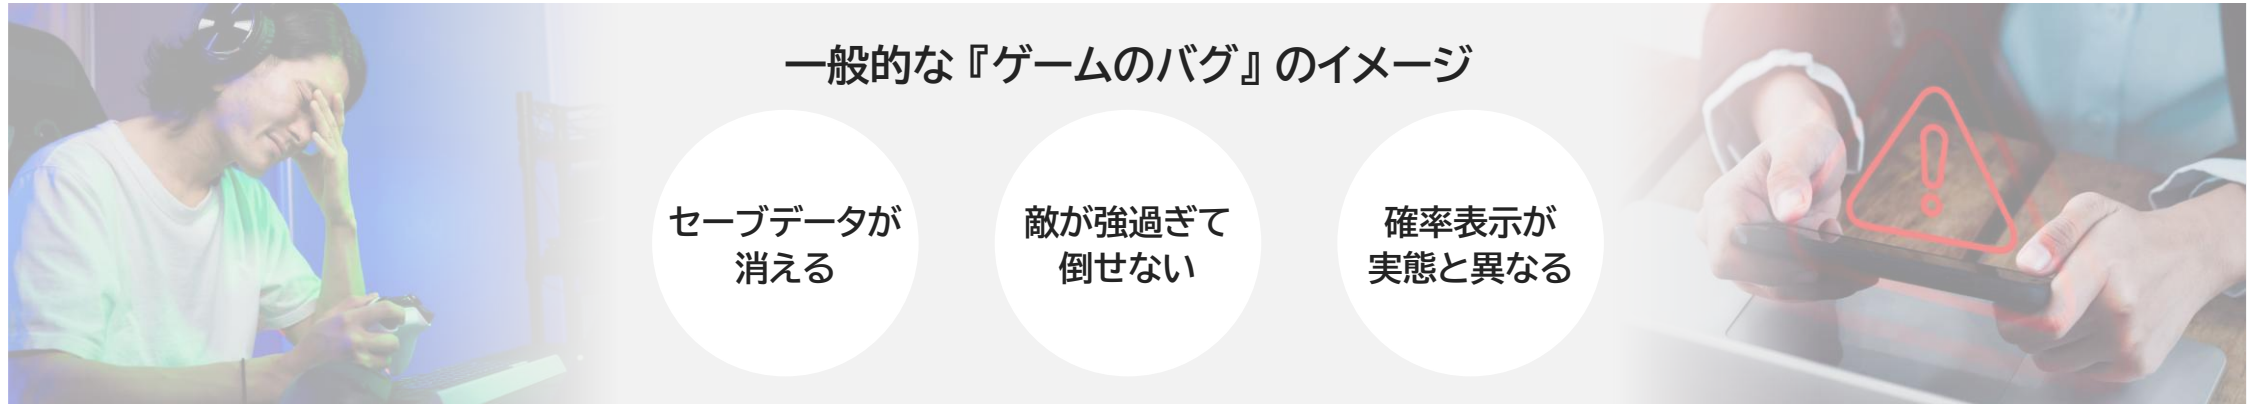 一般的な『ゲームのバグ』のイメージ
セーブデータが
消える
敵が強過ぎて
倒せない
確率表示が
実態と異なる